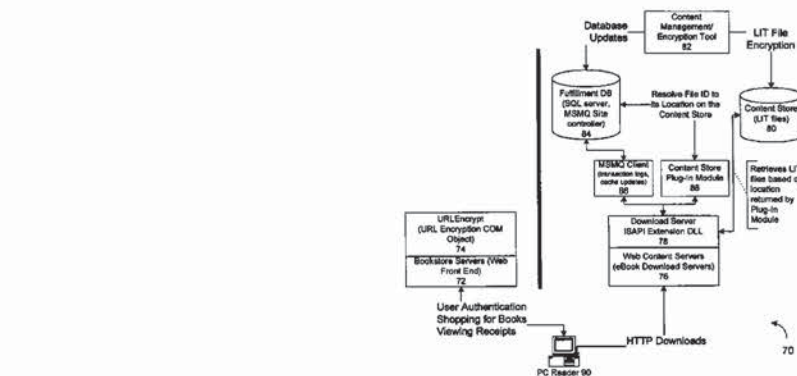 Database
Updates
Content
Management/
Encryption Tool
82
LIT File
Encryption
Fulfillment DB
(SQL server,
MSMQ Site
controller)
84
Resolve File ID to
its Location on the
Content Store
Content Store
(LIT files)
80
MSMQ Client
(transaction logs,
cache updates)
86
Content Store
Plug-In Module
88
Retrieves LIT
files based on
location
returned by
Plug-In
Module
URLEncrypt
(URL Encryption COM
Object)
74
Bookstore Servers (Web
Front End)
72
Download Server
ISAPI Extension DLL
78
Web Content Servers
(eBook Download Servers)
76
User Authentication
Shopping for Books
Viewing Receipts
HTTP Downloads
70
PC Reader 90